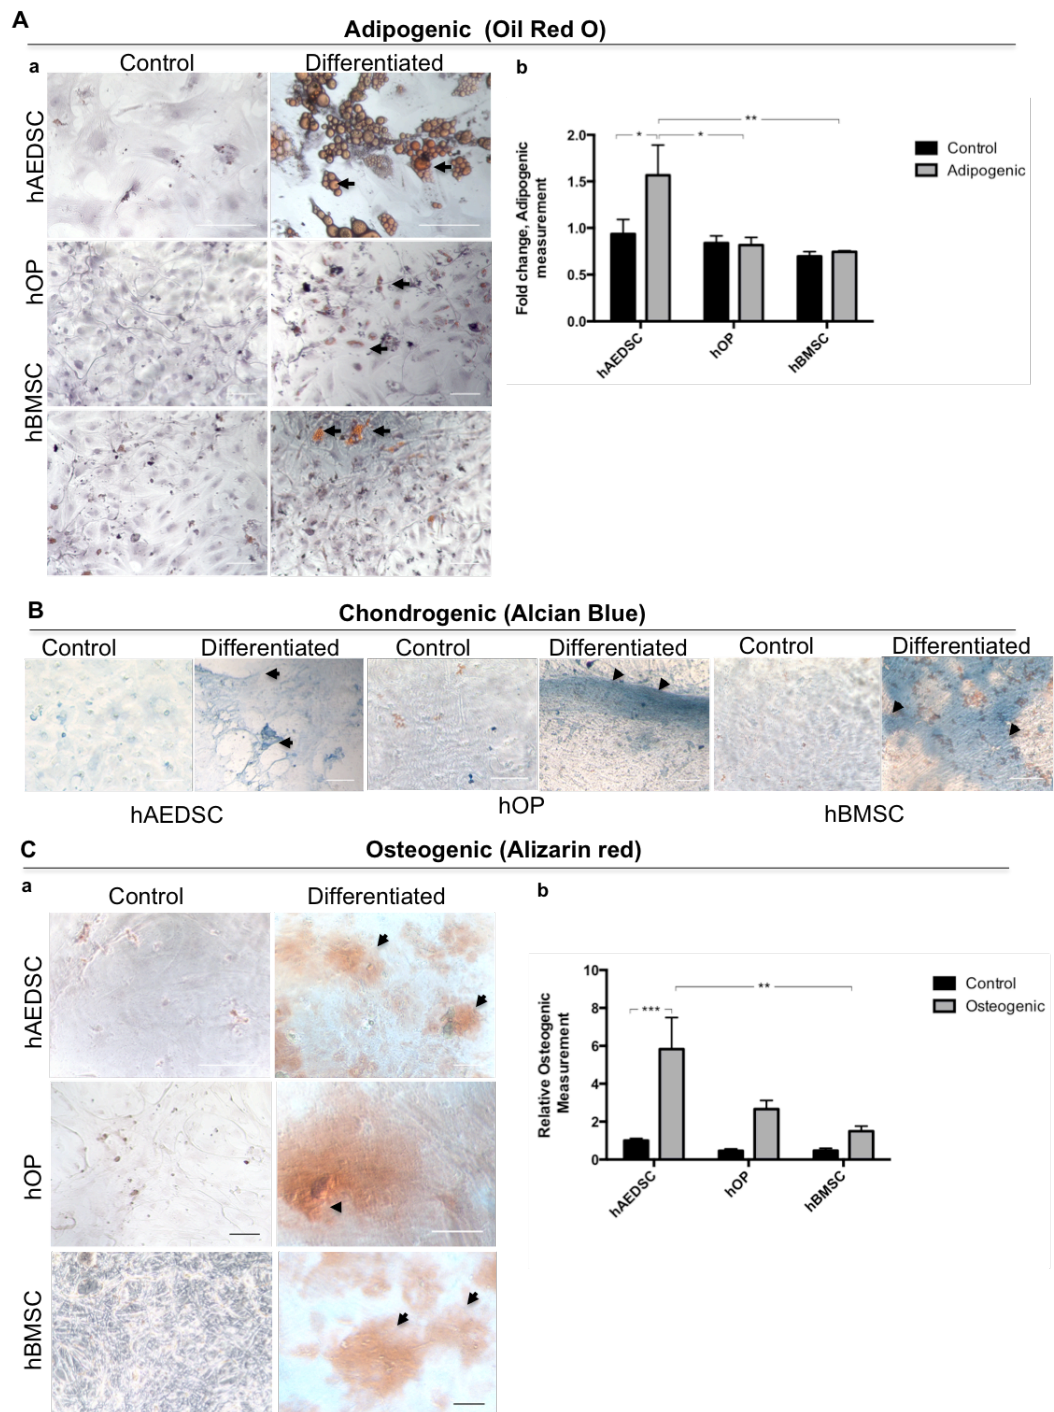 A
Adipogenic (Oil Red O)
a
Control
Differentiated
hAEDSC
hOP
hBMSC
b
**
* *
2.0
1.5
1.0
0.5
0.0
Fold change, Adipogenic
measurement
hAEDSC
hOP
hBMSC
Control
Adipogenic
B
Chondrogenic (Alcian Blue)
Control
Differentiated
Control
Differentiated
Control
Differentiated
hAEDSC
hOP
hBMSC
C
Osteogenic (Alizarin red)
a
Control
Differentiated
hAEDSC
hOP
hBMSC
b
**
***
10
8
6
4
2
0
Relative Osteogenic
Measurement
hAEDSC
hOP
hBMSC
Control
Osteogenic